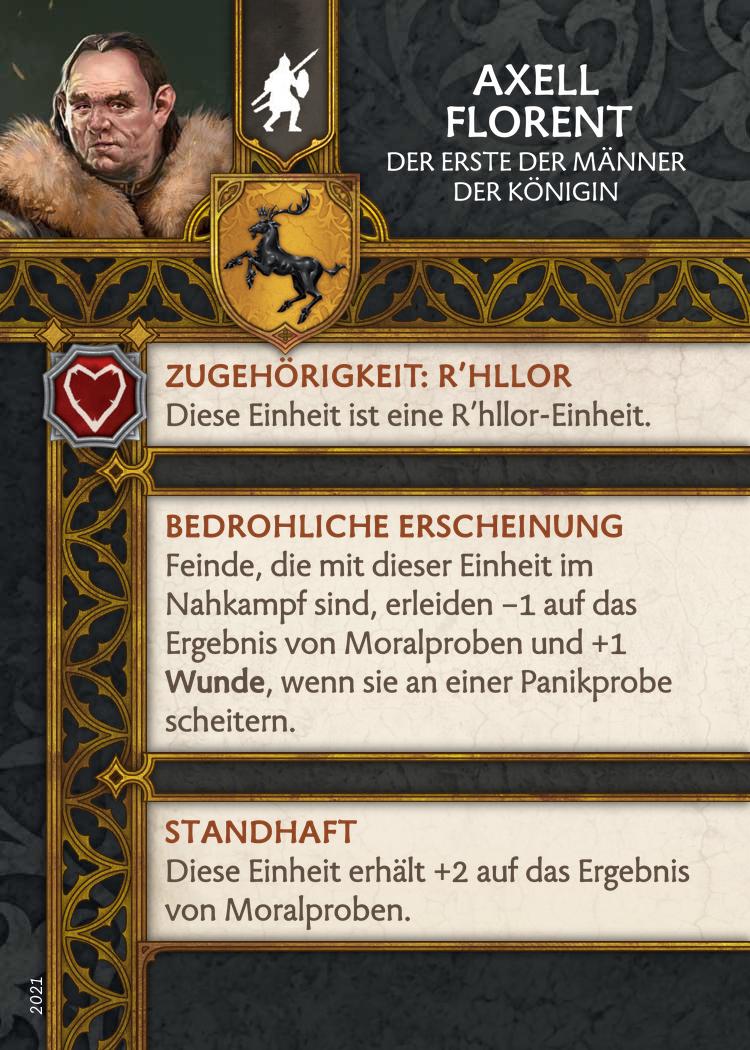 AXELL
FLORENT
DER ERSTE DER MÄNNER
DER KÖNIGIN
ZUGEHÖRIGKEIT: R’HLLOR
Diese Einheit ist eine R’hllor-Einheit.
BEDROHLICHE ERSCHEINUNG
Feinde, die mit dieser Einheit im
Nahkampf sind, erleiden −1 auf das
Ergebnis von Moralproben und +1
Wunde, wenn sie an einer Panikprobe
scheitern.
STANDHAFT
Diese Einheit erhält +2 auf das Ergebnis
von Moralproben.
2021